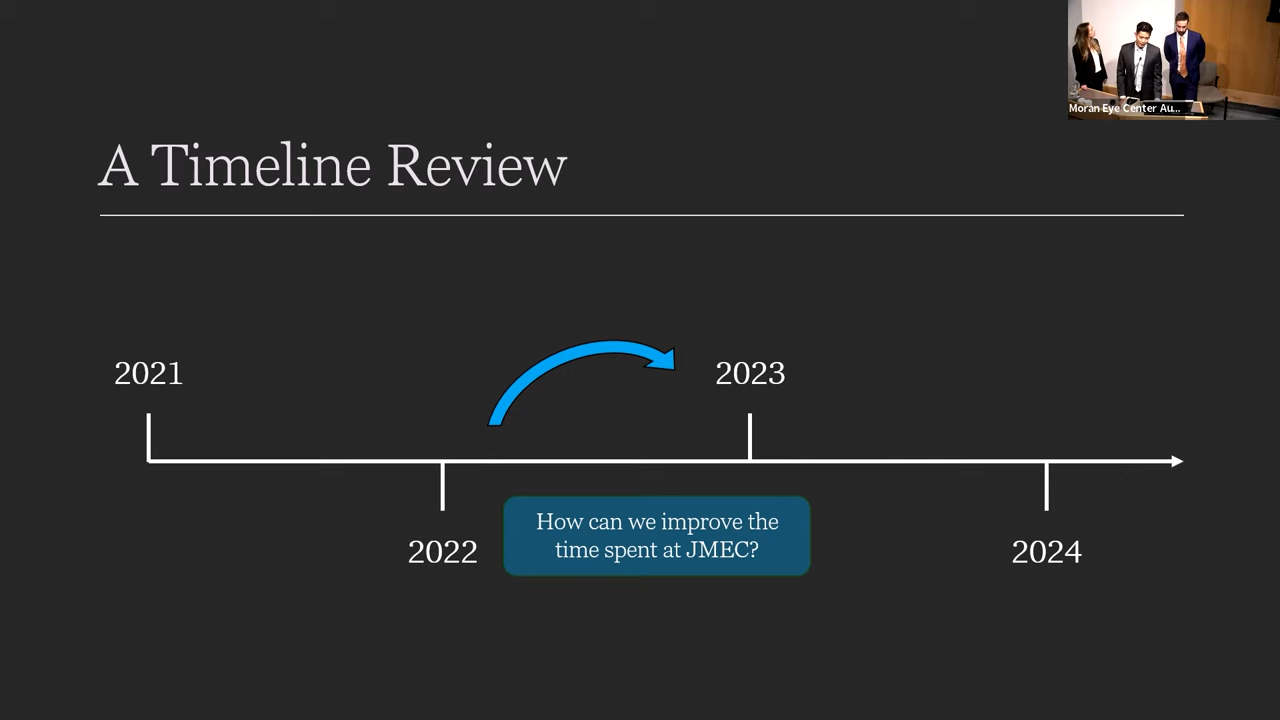 Moran Eye Center Au...
A Timeline Review
2021
2023
How can we improve the
time spent at JMEC?
2022
2024